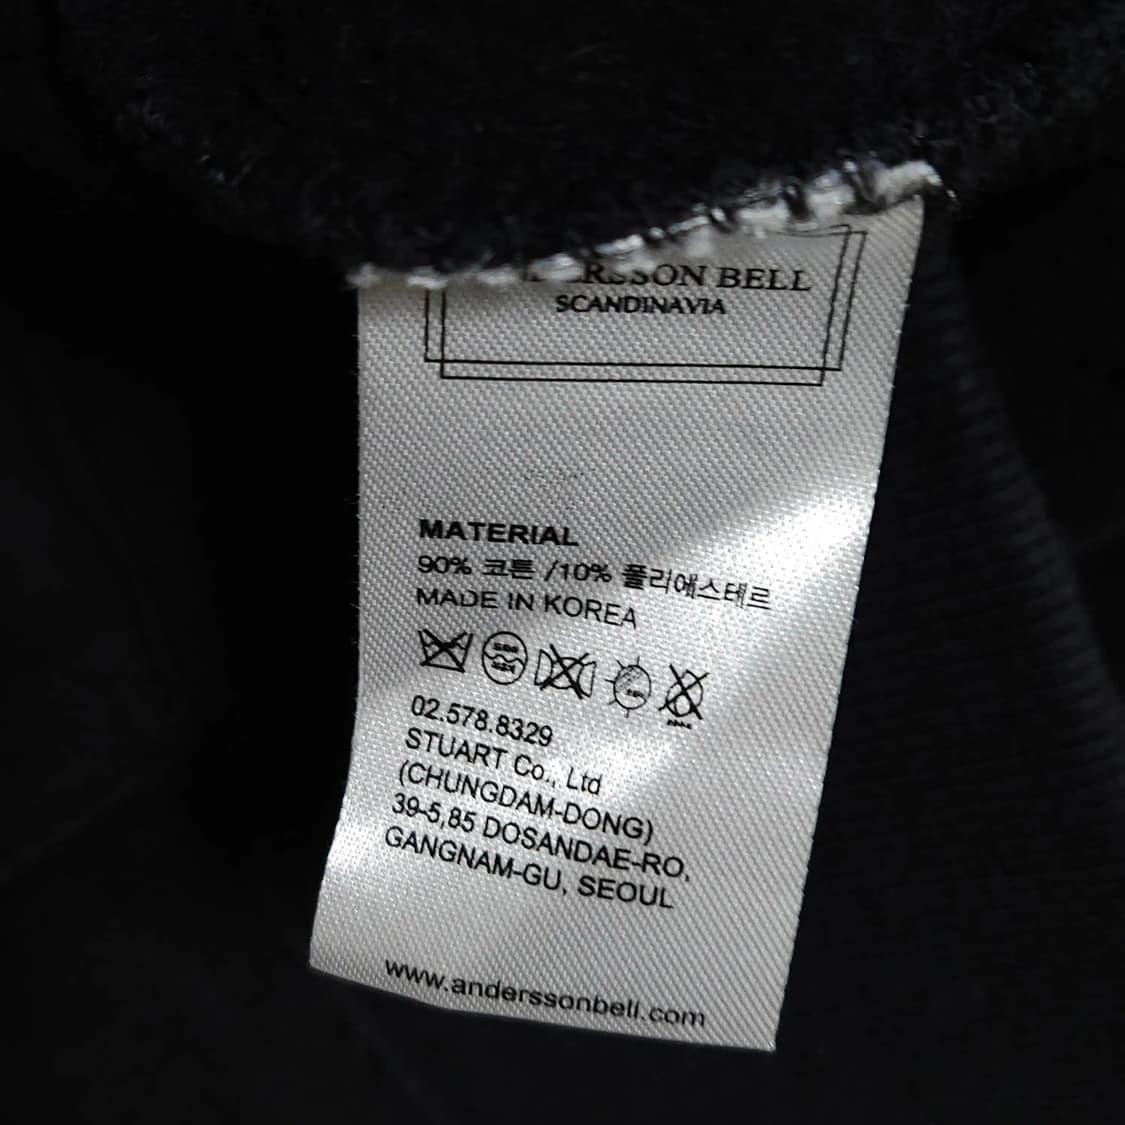 BELL
SCANDINAVIA
MATERIAL
90% 코튼 /10% 폴리에스테르
MADE IN KOREA
02.578.8329
STUART Co., Ltd
(CHUNGDAM-DONG)
39-5,85 DOSANDAE-RO,
GANGNAM-GU, SEOUL
www.anderssonbell.com